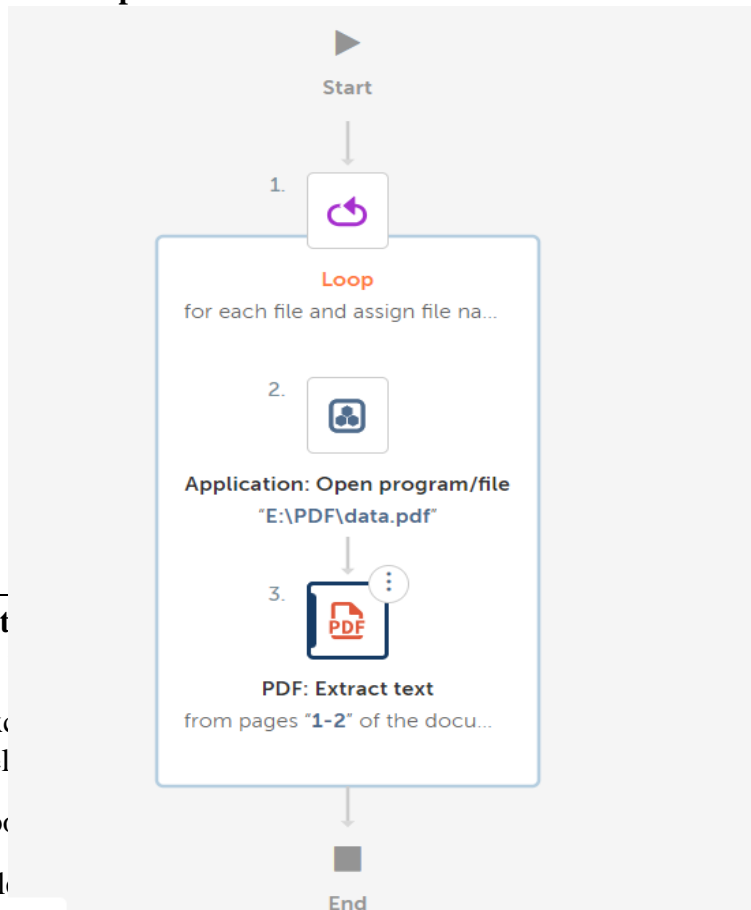 Start
1.
Loop
for each file and assign file na...
2.
Application: Open program/file
“E:\PDF\data.pdf”
3.
PDF
PDF: Extract text
from pages “1-2” of the docu...
End